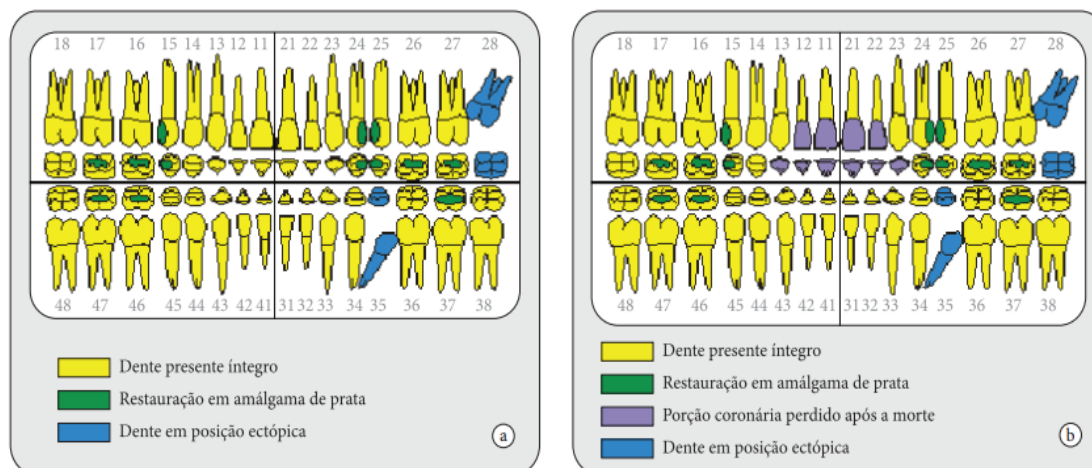 18 17 16 15 14 13 12 11 21 22 23 24 25 26 27 28
48 47 46 45 44 43 42 41 31 32 33 34 35 36 37 38
Dente presente íntegro
Restauração em amálgama de prata
Dente em posição ectópica
a
18 17 16 15 14 13 12 11 21 22 23 24 25 26 27 28
48 47 46 45 44 43 42 41 31 32 33 34 35 36 37 38
Dente presente íntegro
Restauração em amálgama de prata
Porção coronária perdido após a morte
Dente em posição ectópica
b